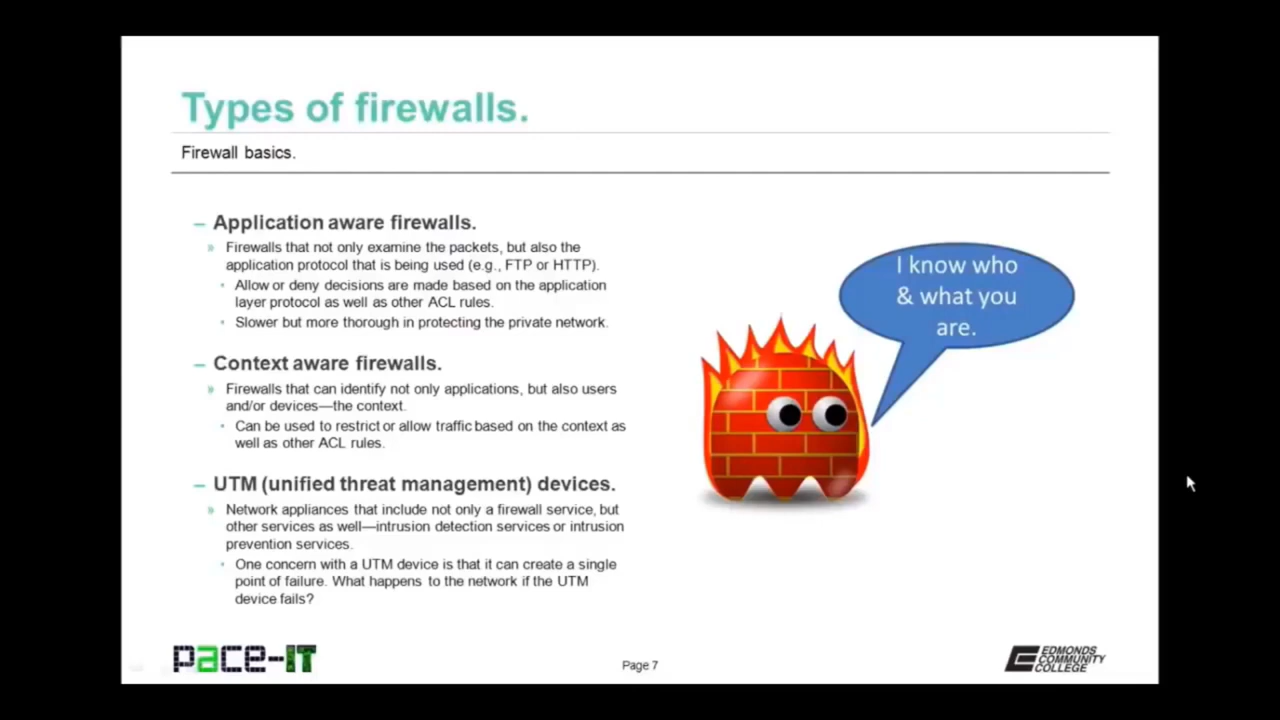 Types of firewalls.
Firewall basics.
– Application aware firewalls.
» Firewalls that not only examine the packets, but also the
application protocol that is being used (e.g., FTP or HTTP).
• Allow or deny decisions are made based on the application
layer protocol as well as other ACL rules.
• Slower but more thorough in protecting the private network.
– Context aware firewalls.
» Firewalls that can identify not only applications, but also users
and/or devices—the context.
• Can be used to restrict or allow traffic based on the context as
well as other ACL rules.
– UTM (unified threat management) devices.
» Network appliances that include not only a firewall service, but
other services as well—intrusion detection services or intrusion
prevention services.
• One concern with a UTM device is that it can create a single
point of failure. What happens to the network if the UTM
device fails?
I know who
& what you
are.
pace-IT
Page 7
EDMONDS
COMMUNITY
COLLEGE